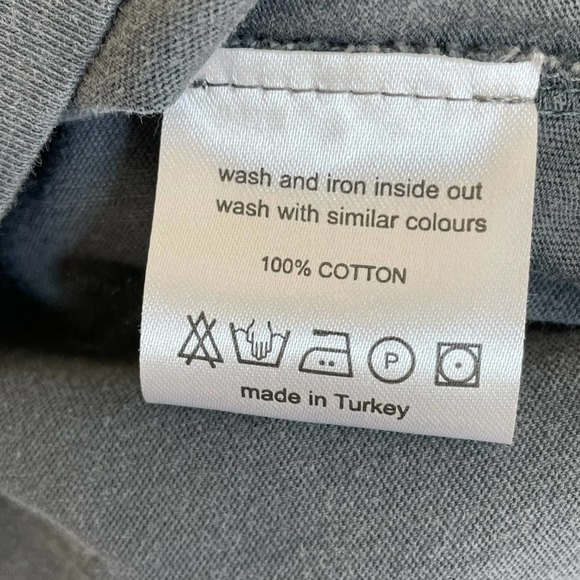 wash and iron inside out
wash with similar colours
100% COTTON
P
made in Turkey